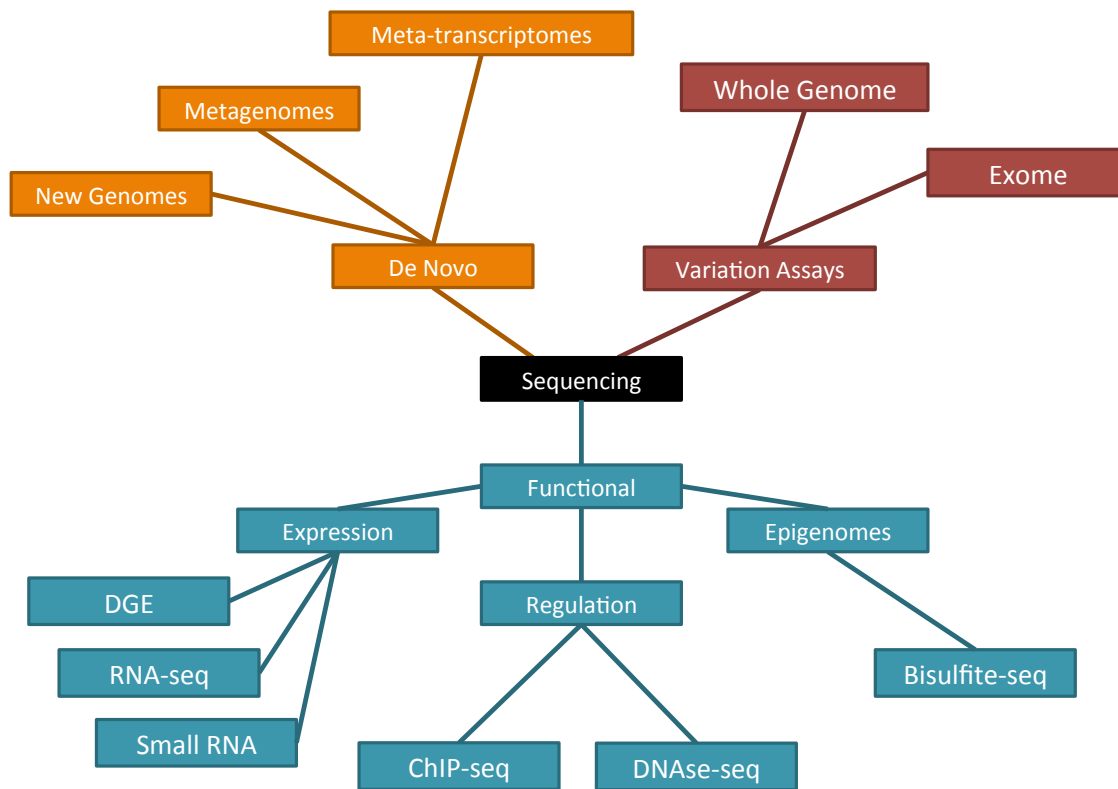 Meta-transcriptomes
Whole Genome
Metagenomes
Exome
New Genomes
De Novo
Variation Assays
Sequencing
Functional
Expression
Epigenomes
DGE
Regulation
RNA-seq
Bisulfite-seq
Small RNA
ChIP-seq
DNAse-seq